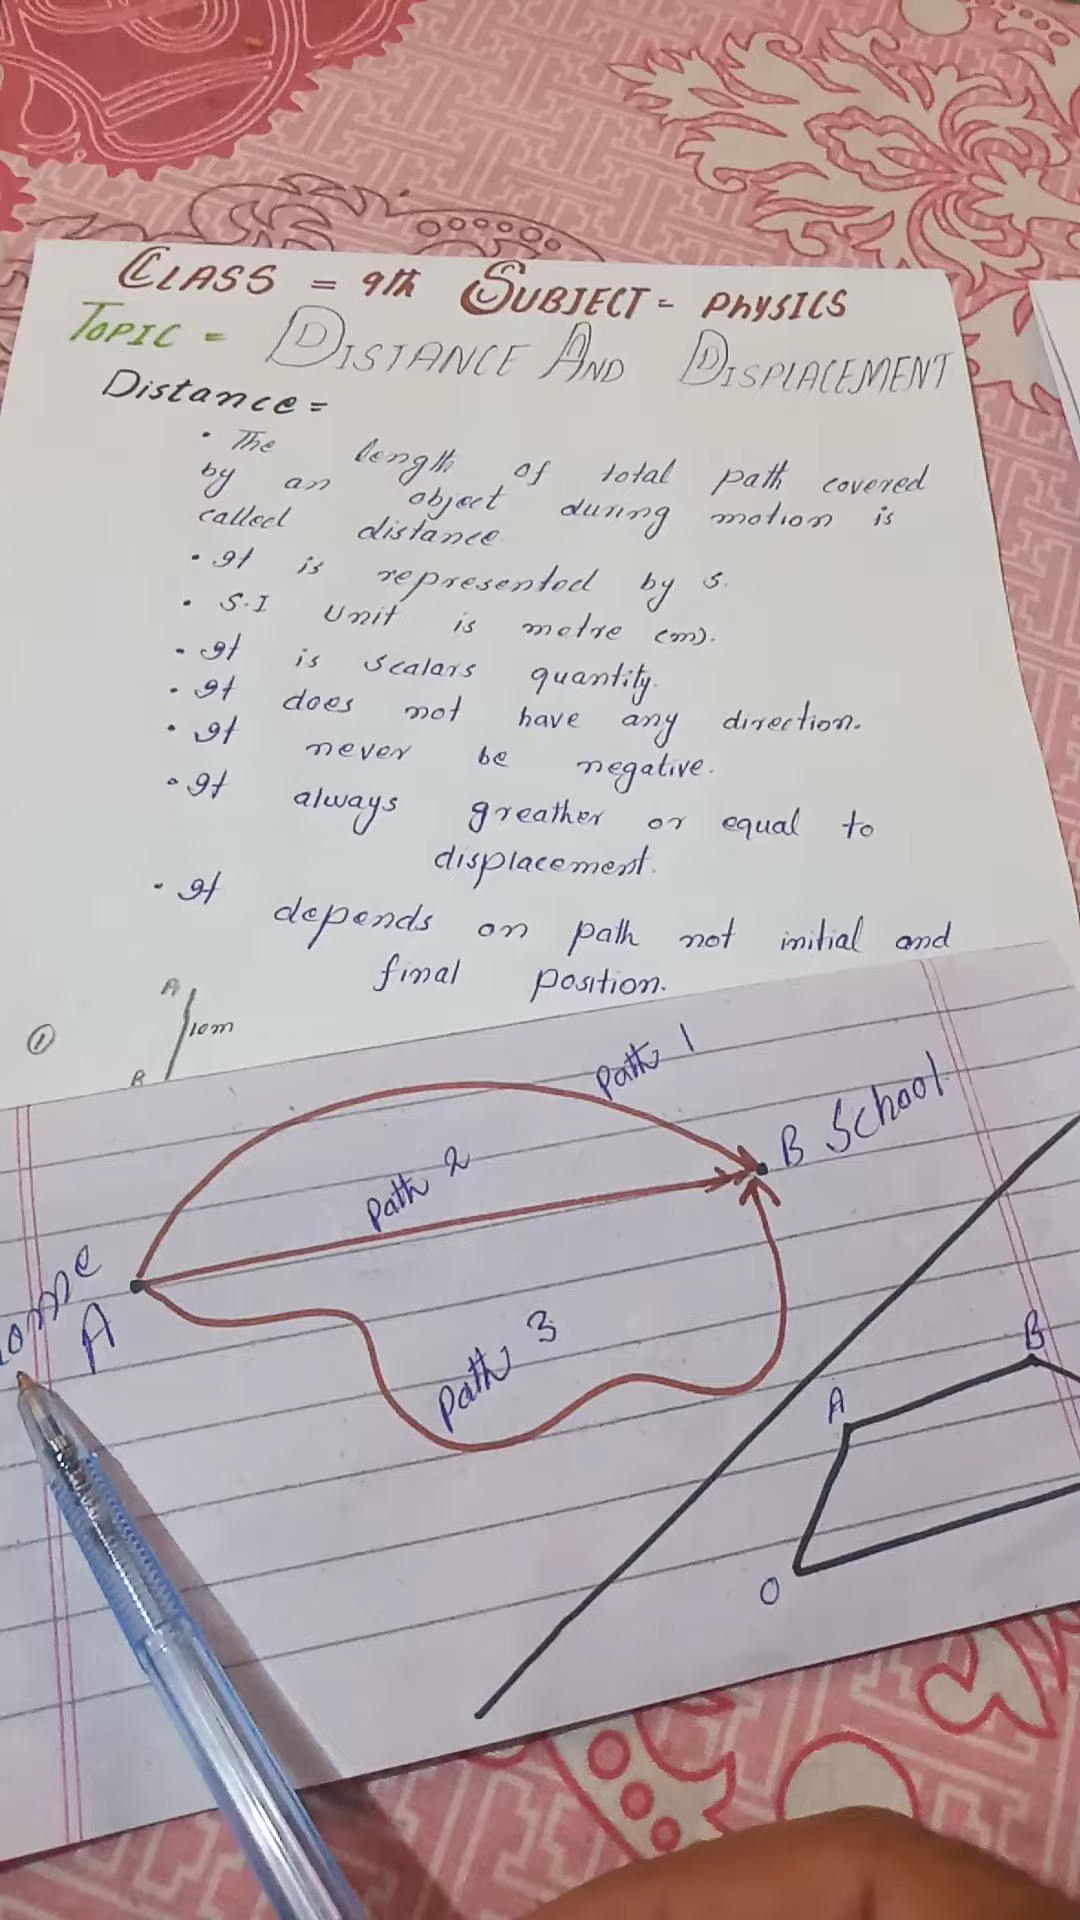 CLASS = 9th SUBJECT = PHYSICS
TOPIC = DISTANCE AND DISPLACEMENT
Distance =
• The length of total path covered
by an object during motion is
called distance
• It is represented by s.
• S.I Unit is metre (m).
• It is scalars quantity.
• It does not have any direction.
• It never be negative.
• It always greather or equal to
displacement.
• It depends on path not initial and
final position.
① A
10m
B
Path 1
B School
Path 2
ome
A
Path 3
A B
O